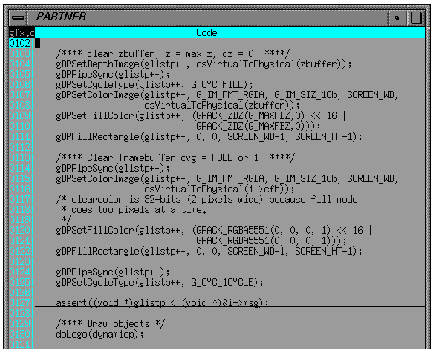 PARTNER
Code
0102
/**** clear zbuffer, z = max z, dz = 0 ****/
gDPSetDepthImage(glistp++, osVirtualToPhysical(zbuffer));
gDPPipeSync(glistp++);
gDPSetCycleType(glistp++, G_CYC_FILL);
gDPSetColorImage(glistp++, G_IM_FMT_RGBA, G_IM_SIZ_16b, SCREEN_WD,
osVirtualToPhysical(zbuffer));
gDPSetFillColor(glistp++, (GPACK_ZDZ(G_MAXFBZ,0) << 16 |
GPACK_ZDZ(G_MAXFBZ,0)));
gDPFillRectangle(glistp++, 0, 0, SCREEN_WD-1, SCREEN_HT-1);
/**** Clear framebuffer cvg = FULL or 1 ****/
gDPPipeSync(glistp++);
gDPSetColorImage(glistp++, G_IM_FMT_RGBA, G_IM_SIZ_16b, SCREEN_WD,
/* clearcolor is 32-bits (2 pixels wide) because fill mode
* does two pixels at a time.
*/
gDPSetFillColor(glistp++, (GPACK_RGBA5551(0, 0, 0, 1) << 16 |
GPACK_RGBA5551(0, 0, 0, 1)));
gDPFillRectangle(glistp++, 0, 0, SCREEN_WD-1, SCREEN_HT-1);
gDPPipeSync(glistp++);
gDPSetCycleType(glistp++, G_CYC_1CYCLE);
assert((void *)glistp < (void *)
/**** Draw objects */
doLogo(dynamicp);